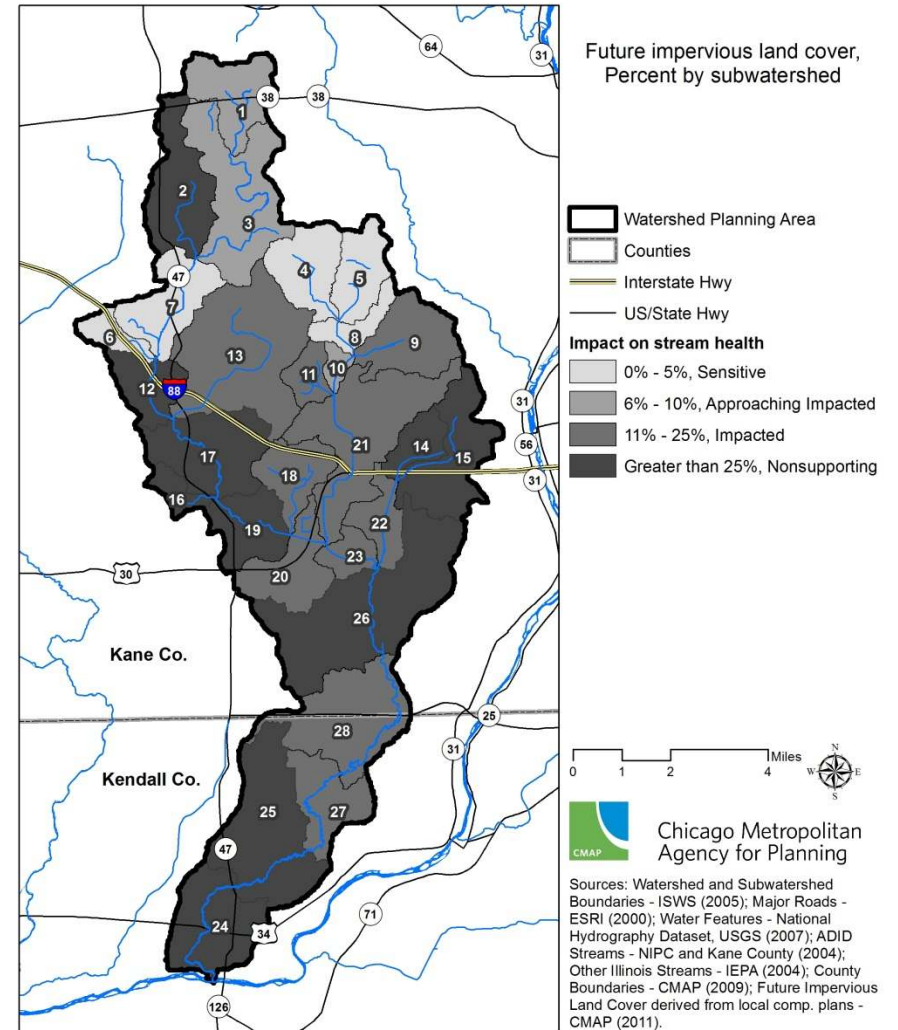 Future impervious land cover,
Percent by subwatershed
64
31
38
38
1
2
3
47
4
5
7
6
8
9
13
10
11
12
88
31
56
31
21
14
15
17
18
16
22
19
23
20
30
26
Kane Co.
28
25
31
Kendall Co.
25
27
47
24
34
71
126
Watershed Planning Area
Counties
Interstate Hwy
US/State Hwy
Impact on stream health
0% - 5%, Sensitive
6% - 10%, Approaching Impacted
11% - 25%, Impacted
Greater than 25%, Nonsupporting
Miles
0 1 2 4
N
W E
S
CMAP
Chicago Metropolitan
Agency for Planning
Sources: Watershed and Subwatershed
Boundaries - ISWS (2005); Major Roads -
ESRI (2000); Water Features - National
Hydrography Dataset, USGS (2007); ADID
Streams - NIPC and Kane County (2004);
Other Illinois Streams - IEPA (2004); County
Boundaries - CMAP (2009); Future Impervious
Land Cover derived from local comp. plans -
CMAP (2011).